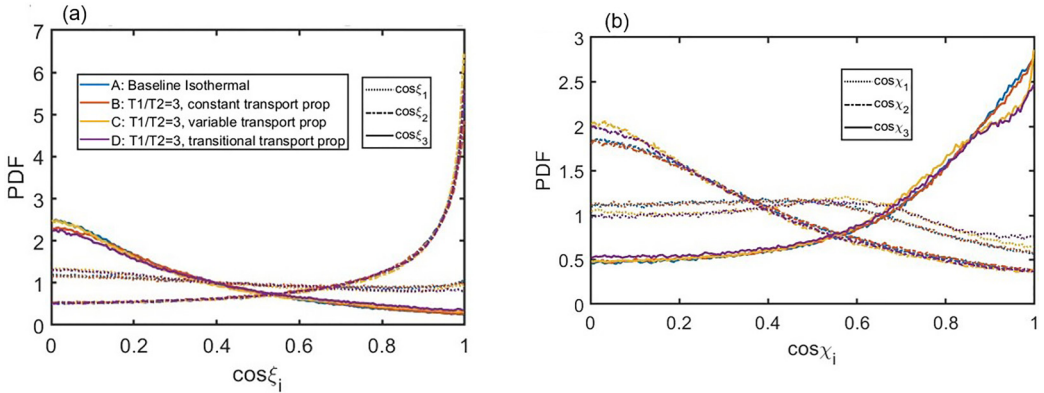 (a)
7
6
5
4
3
2
1
0
PDF
A: Baseline Isothermal
B: T1/T2=3, constant transport prop
C: T1/T2=3, variable transport prop
D: T1/T2=3, transitional transport prop
cosξ1
cosξ2
cosξ3
0 0.2 0.4 0.6 0.8 1
cosξi
(b)
3
2.5
2
1.5
1
0.5
0
PDF
cosχ1
cosχ2
cosχ3
0 0.2 0.4 0.6 0.8 1
cosχi